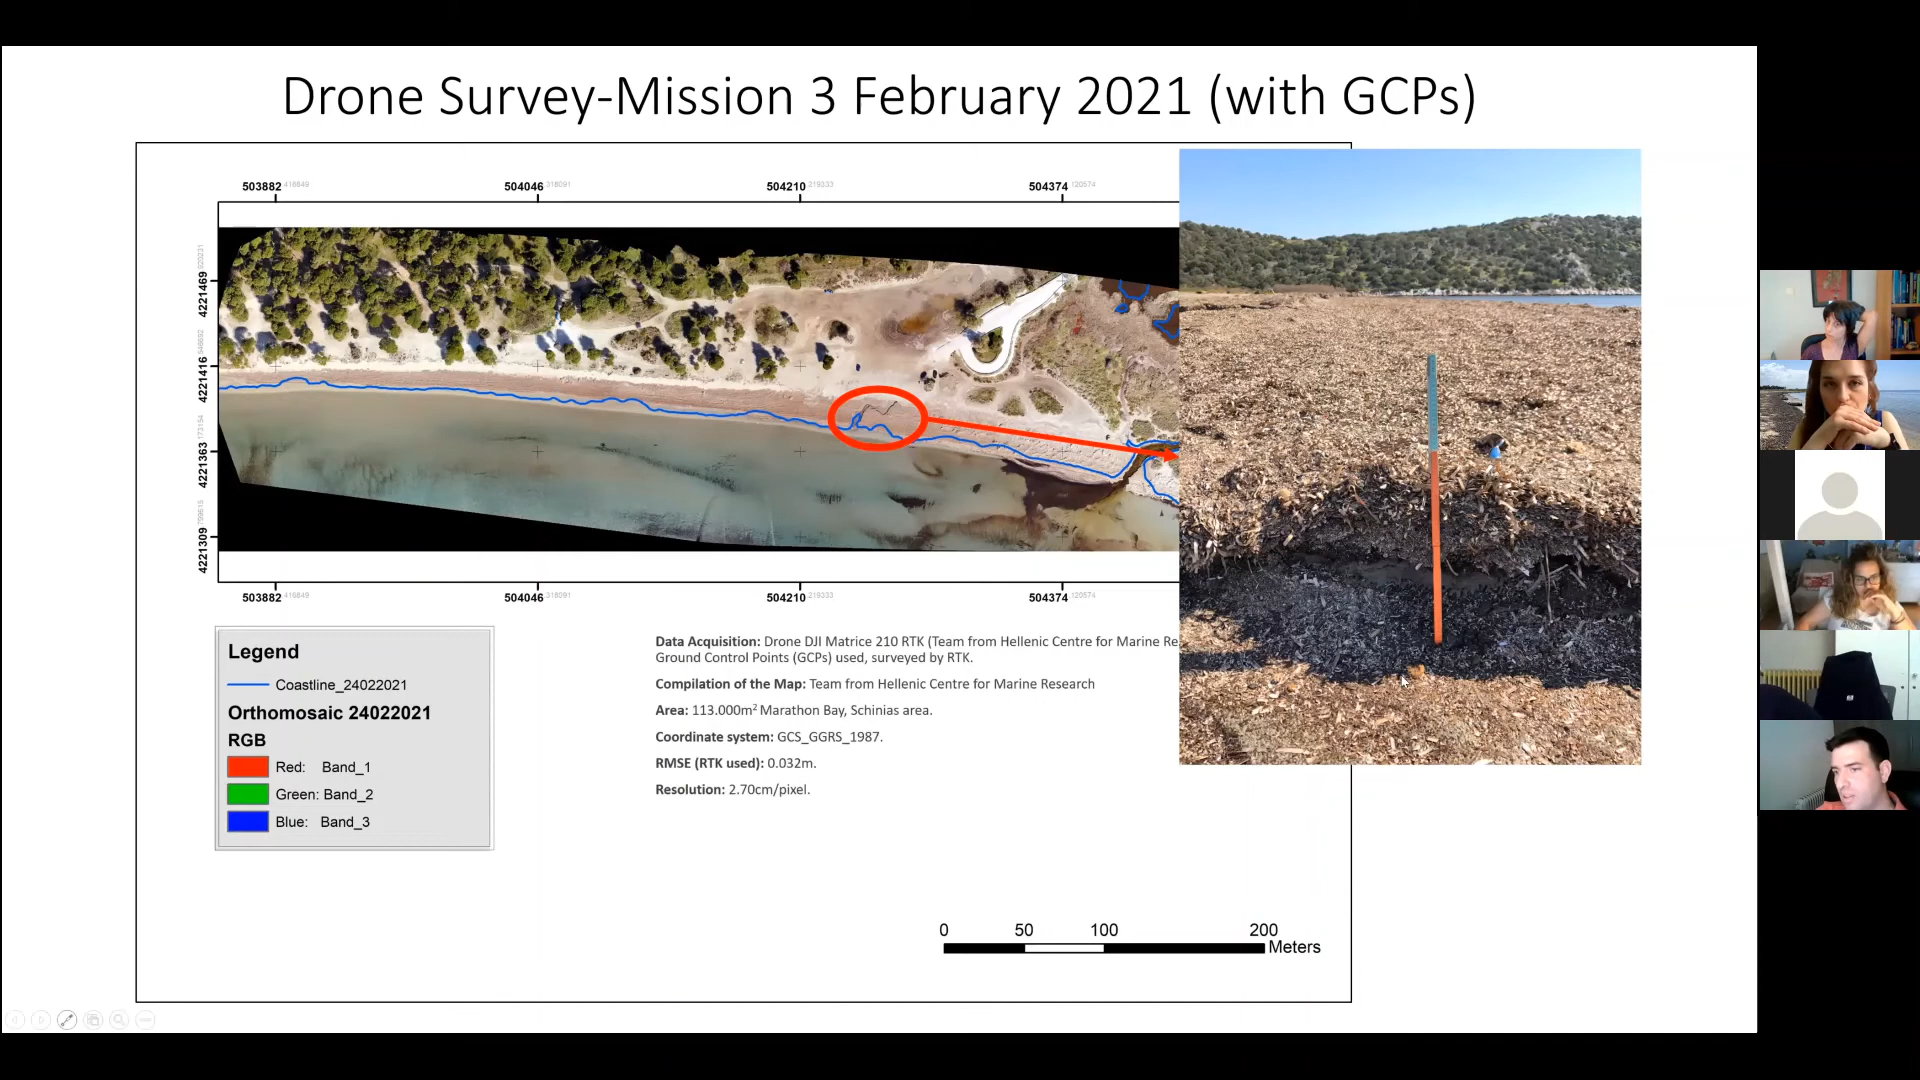 Drone Survey-Mission 3 February 2021 (with GCPs)
503882 504046 504210 504374
4221469
4221416
4221363
4221309
503882 504046 504210 504374
Legend
Coastline_24022021
Orthomosaic 24022021
RGB
Red: Band_1
Green: Band_2
Blue: Band_3
Data Acquisition: Drone DJI Matrice 210 RTK (Team from Hellenic Centre for Marine Re
Ground Control Points (GCPs) used, surveyed by RTK.
Compilation of the Map: Team from Hellenic Centre for Marine Research
Area: 113.000m² Marathon Bay, Schinias area.
Coordinate system: GCS_GGRS_1987.
RMSE (RTK used): 0.032m.
Resolution: 2.70cm/pixel.
0 50 100 200
Meters